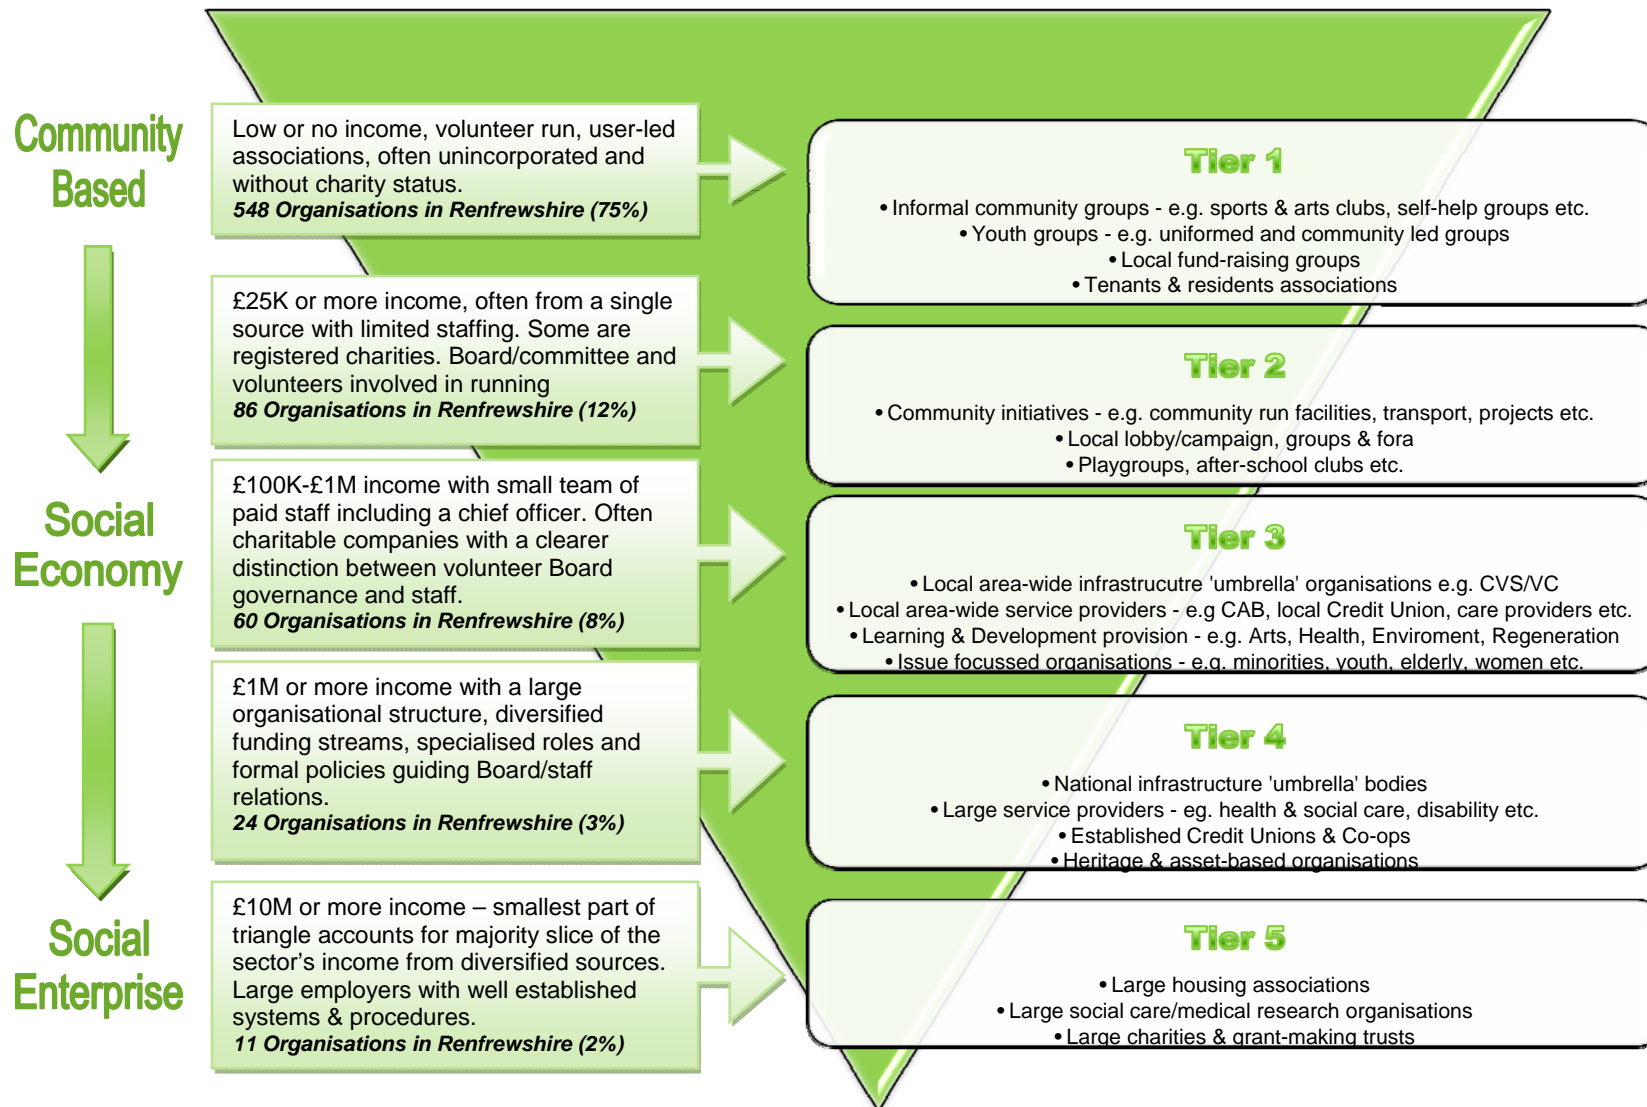 Community
Based
Low or no income, volunteer run, user-led
associations, often unincorporated and
without charity status.
548 Organisations in Renfrewshire (75%)
Tier 1
• Informal community groups - e.g. sports & arts clubs, self-help groups etc.
• Youth groups - e.g. uniformed and community led groups
• Local fund-raising groups
• Tenants & residents associations
£25K or more income, often from a single
source with limited staffing. Some are
registered charities. Board/committee and
volunteers involved in running
86 Organisations in Renfrewshire (12%)
Tier 2
• Community initiatives - e.g. community run facilities, transport, projects etc.
• Local lobby/campaign, groups & fora
• Playgroups, after-school clubs etc.
Social
Economy
£100K-£1M income with small team of
paid staff including a chief officer. Often
charitable companies with a clearer
distinction between volunteer Board
governance and staff.
60 Organisations in Renfrewshire (8%)
Tier 3
• Local area-wide infrastrucutre 'umbrella' organisations e.g. CVS/VC
• Local area-wide service providers - e.g CAB, local Credit Union, care providers etc.
• Learning & Development provision - e.g. Arts, Health, Enviroment, Regeneration
• Issue focussed organisations - e.g. minorities, youth, elderly, women etc.
£1M or more income with a large
organisational structure, diversified
funding streams, specialised roles and
formal policies guiding Board/staff
relations.
24 Organisations in Renfrewshire (3%)
Tier 4
• National infrastructure 'umbrella' bodies
• Large service providers - eg. health & social care, disability etc.
• Established Credit Unions & Co-ops
• Heritage & asset-based organisations
Social
Enterprise
£10M or more income – smallest part of
triangle accounts for majority slice of the
sector’s income from diversified sources.
Large employers with well established
systems & procedures.
11 Organisations in Renfrewshire (2%)
Tier 5
• Large housing associations
• Large social care/medical research organisations
• Large charities & grant-making trusts